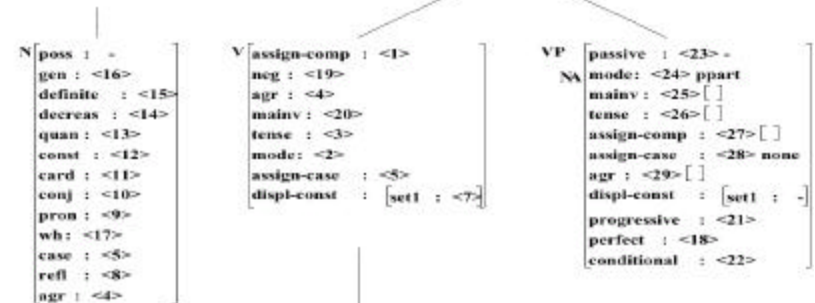 N poss : -
gen : <16>
definite : <15>
decreas : <14>
quan : <13>
const : <12>
card : <11>
conj : <10>
pron : <9>
wh : <17>
case : <5>
refl : <8>
agr : <4>
V assign-comp : <1>
neg : <19>
agr : <4>
mainv : <20>
tense : <3>
mode : <2>
assign-case : <5>
displ-const : [set1 : <7>]
VP passive : <23> -
NA mode : <24> ppart
mainv : <25> [ ]
tense : <26> [ ]
assign-comp : <27> [ ]
assign-case : <28> none
agr : <29> [ ]
displ-const : [set1 : -]
progressive : <21>
perfect : <18>
conditional : <22>